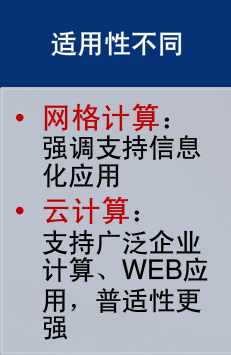 适用性不同
• 网格计算：
强调支持信息
化应用
• 云计算：
支持广泛企业
计算、WEB应
用，普适性更
强